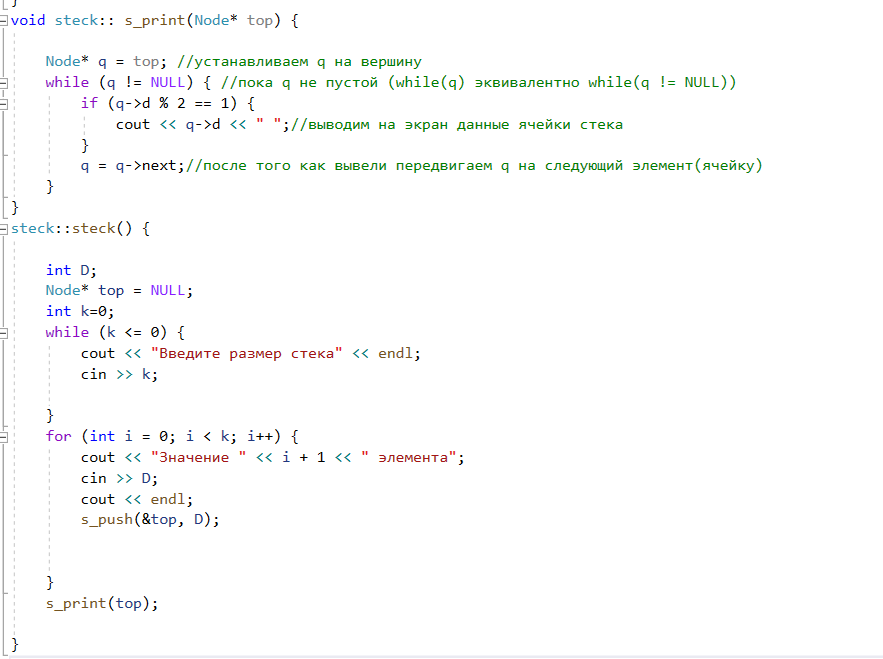 }
void steck:: s_print(Node* top) {
Node* q = top; //устанавливаем q на вершину
while (q != NULL) { //пока q не пустой (while(q) эквивалентно while(q != NULL))
if (q->d % 2 == 1) {
cout << q->d << " ";//выводим на экран данные ячейки стека
}
q = q->next;//после того как вывели передвигаем q на следующий элемент(ячейку)
}
}
steck::steck() {
int D;
Node* top = NULL;
int k=0;
while (k <= 0) {
cout << "Введите размер стека" << endl;
cin >> k;
}
for (int i = 0; i < k; i++) {
cout << "Значение " << i + 1 << " элемента";
cin >> D;
cout << endl;
s_push(&top, D);
}
s_print(top);
}